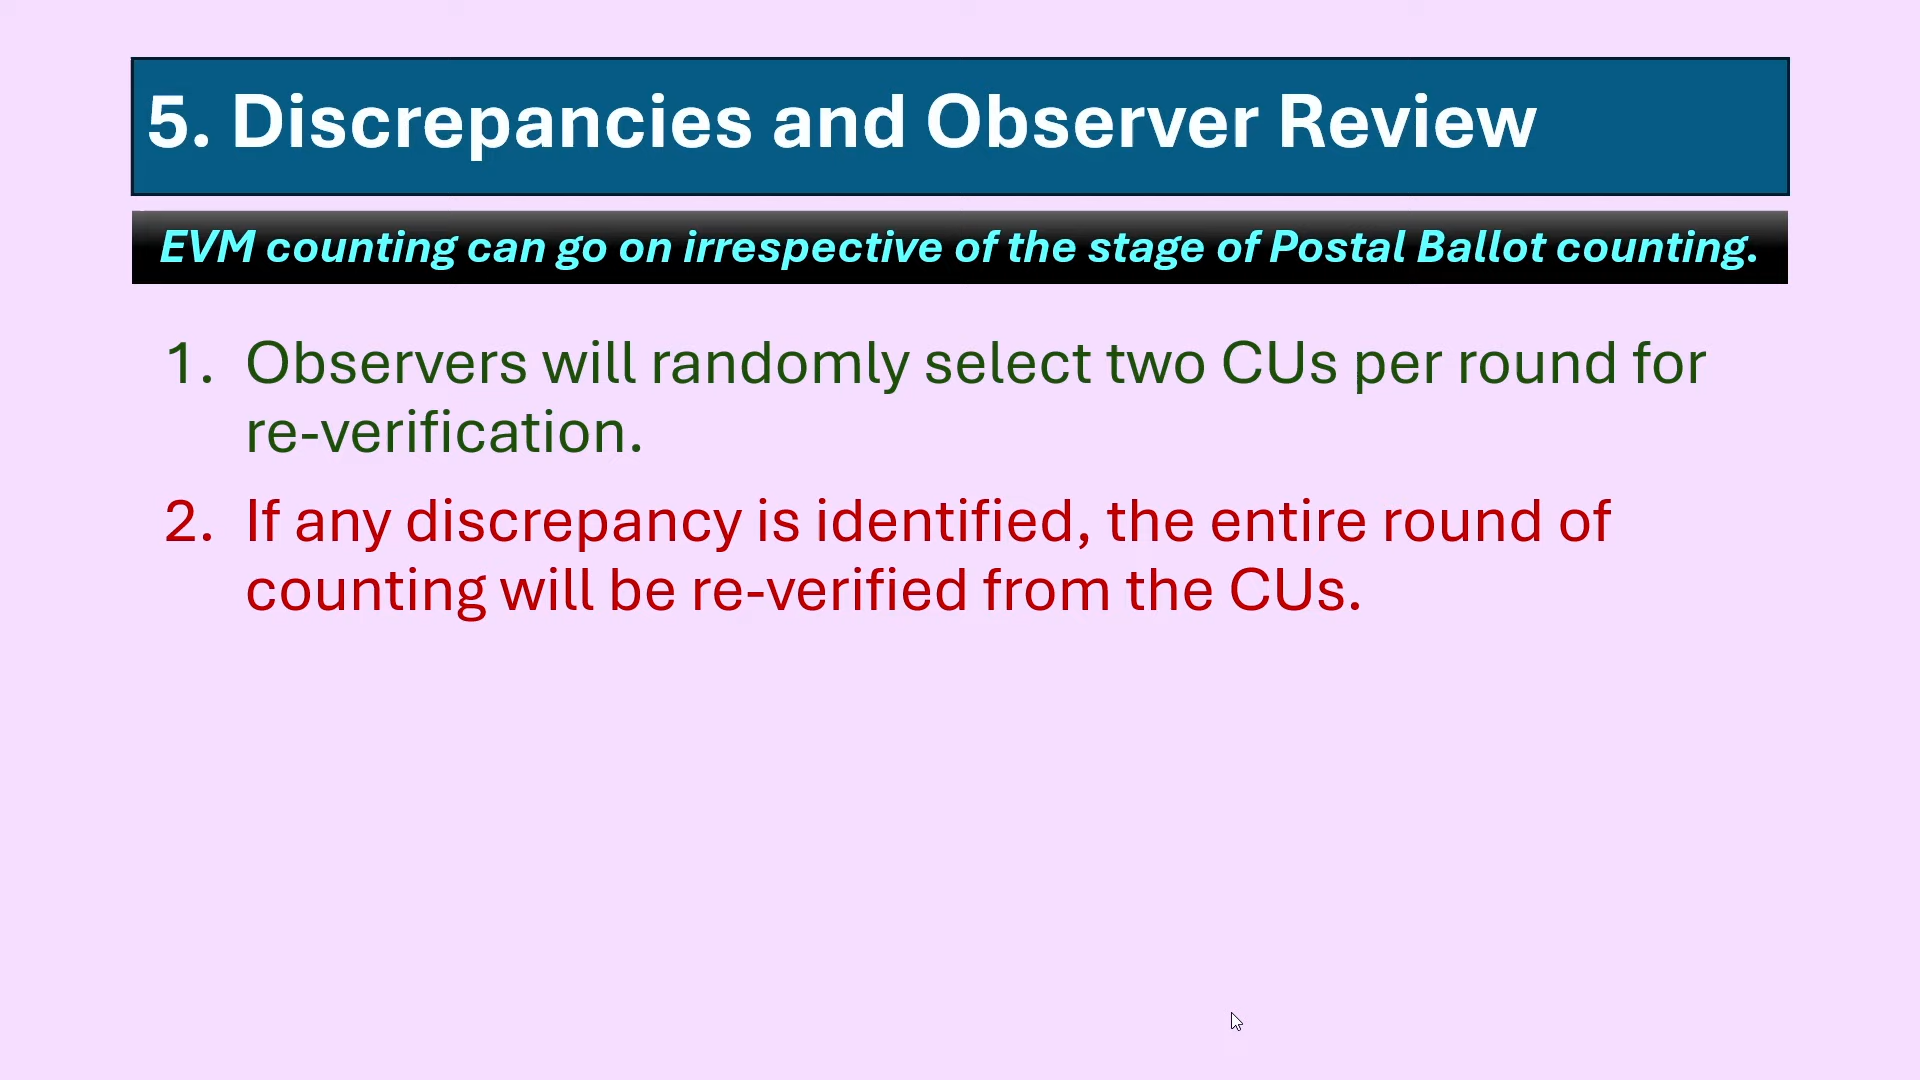 5. Discrepancies and Observer Review
EVM counting can go on irrespective of the stage of Postal Ballot counting.
1. Observers will randomly select two CUs per round for
re-verification.
2. If any discrepancy is identified, the entire round of
counting will be re-verified from the CUs.